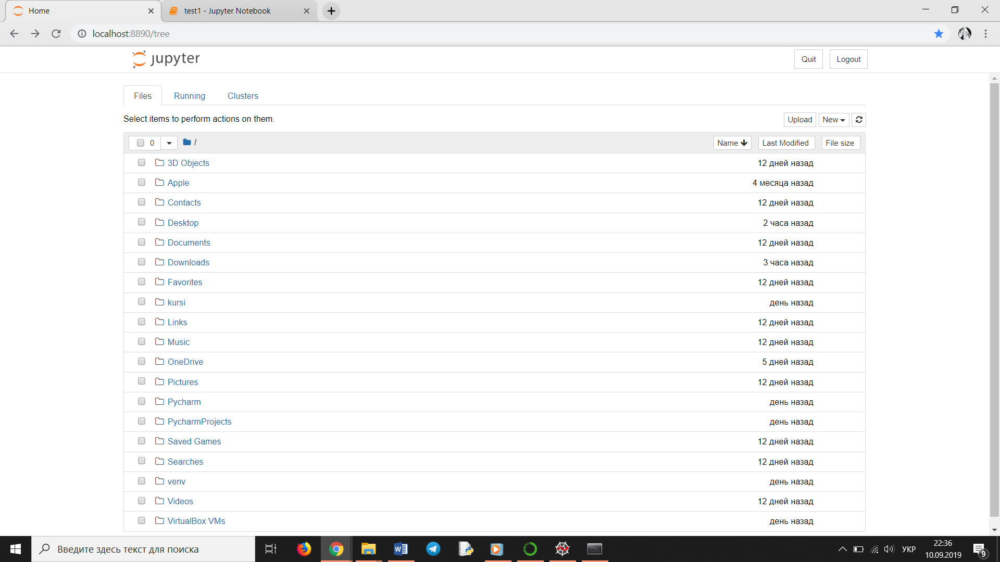 Home
test1 - Jupyter Notebook
localhost:8890/tree
jupyter
Quit
Logout
Files
Running
Clusters
Select items to perform actions on them.
Upload
New
0
/
Name
Last Modified
File size
3D Objects
12 дней назад
Apple
4 месяца назад
Contacts
12 дней назад
Desktop
2 часа назад
Documents
12 дней назад
Downloads
3 часа назад
Favorites
12 дней назад
kursi
день назад
Links
12 дней назад
Music
12 дней назад
OneDrive
5 дней назад
Pictures
12 дней назад
Pycharm
день назад
PycharmProjects
день назад
Saved Games
12 дней назад
Searches
12 дней назад
venv
день назад
Videos
12 дней назад
VirtualBox VMs
день назад
Введите здесь текст для поиска
УКР
22:36
10.09.2019
9